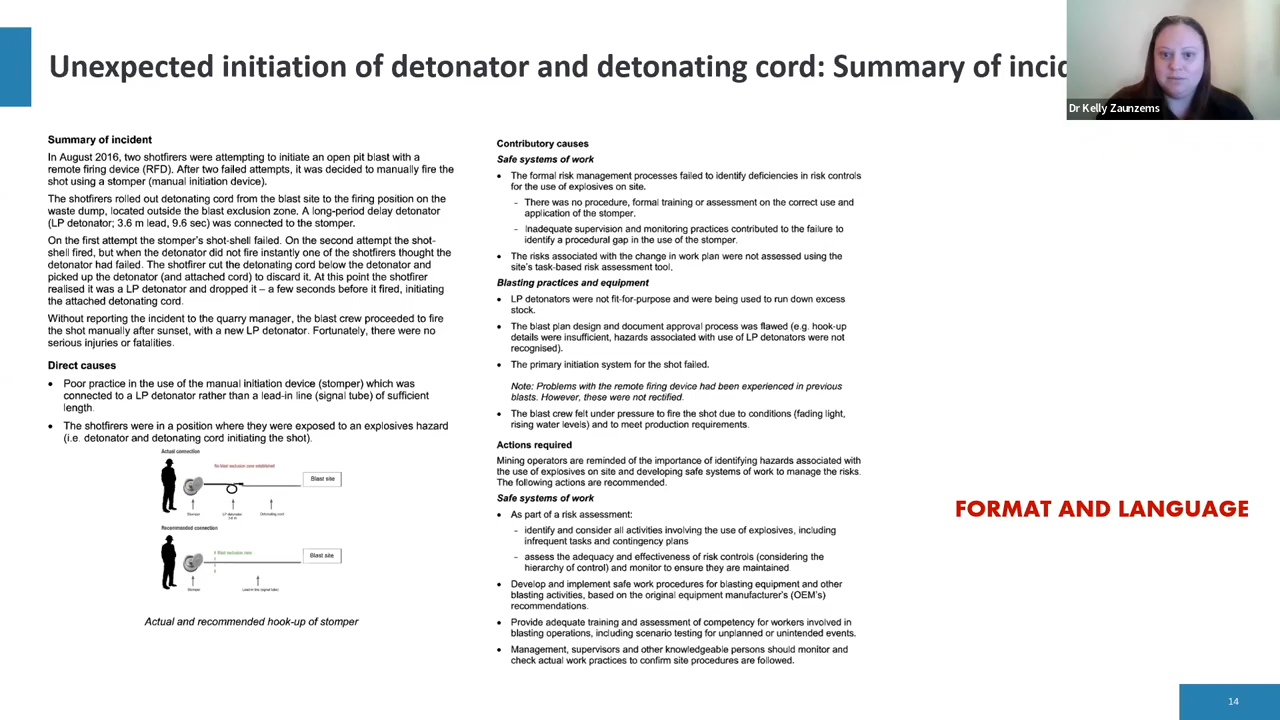 Unexpected initiation of detonator and detonating cord: Summary of incid
Dr Kelly Zaunzems
Summary of incident
In August 2016, two shotfirers were attempting to initiate an open pit blast with a
remote firing device (RFD). After two failed attempts, it was decided to manually fire the
shot using a stomper (manual initiation device).
The shotfirers rolled out detonating cord from the blast site to the firing position on the
waste dump, located outside the blast exclusion zone. A long-period delay detonator
(LP detonator; 3.6 m lead, 9.6 sec) was connected to the stomper.
On the first attempt the stomper's shot-shell failed. On the second attempt the shot-
shell fired, but when the detonator did not fire instantly one of the shotfirers thought the
detonator had failed. The shotfirer cut the detonating cord below the detonator and
picked up the detonator (and attached cord) to discard it. At this point the shotfirer
realised it was a LP detonator and dropped it – a few seconds before it fired, initiating
the attached detonating cord.
Without reporting the incident to the quarry manager, the blast crew proceeded to fire
the shot manually after sunset, with a new LP detonator. Fortunately, there were no
serious injuries or fatalities.
Direct causes
• Poor practice in the use of the manual initiation device (stomper) which was
connected to a LP detonator rather than a lead-in line (signal tube) of sufficient
length.
• The shotfirers were in a position where they were exposed to an explosives hazard
(i.e. detonator and detonating cord initiating the shot).
Actual connection
No blast exclusion zone established
Blast site
Stomper
LP detonator
3.6 m
Detonating cord
Recommended connection
Blast exclusion zone
Blast site
Stomper
Lead-in line (signal tube)
Actual and recommended hook-up of stomper
Contributory causes
Safe systems of work
• The formal risk management processes failed to identify deficiencies in risk controls
for the use of explosives on site.
- There was no procedure, formal training or assessment on the correct use and
application of the stomper.
- Inadequate supervision and monitoring practices contributed to the failure to
identify a procedural gap in the use of the stomper.
• The risks associated with the change in work plan were not assessed using the
site's task-based risk assessment tool.
Blasting practices and equipment
• LP detonators were not fit-for-purpose and were being used to run down excess
stock.
• The blast plan design and document approval process was flawed (e.g. hook-up
details were insufficient, hazards associated with use of LP detonators were not
recognised).
• The primary initiation system for the shot failed.
Note: Problems with the remote firing device had been experienced in previous
blasts. However, these were not rectified.
• The blast crew felt under pressure to fire the shot due to conditions (fading light,
rising water levels) and to meet production requirements.
Actions required
Mining operators are reminded of the importance of identifying hazards associated with
the use of explosives on site and developing safe systems of work to manage the risks.
The following actions are recommended.
Safe systems of work
• As part of a risk assessment:
- identify and consider all activities involving the use of explosives, including
infrequent tasks and contingency plans
- assess the adequacy and effectiveness of risk controls (considering the
hierarchy of control) and monitor to ensure they are maintained
• Develop and implement safe work procedures for blasting equipment and other
blasting activities, based on the original equipment manufacturer's (OEM's)
recommendations.
• Provide adequate training and assessment of competency for workers involved in
blasting operations, including scenario testing for unplanned or unintended events.
• Management, supervisors and other knowledgeable persons should monitor and
check actual work practices to confirm site procedures are followed.
FORMAT AND LANGUAGE
14